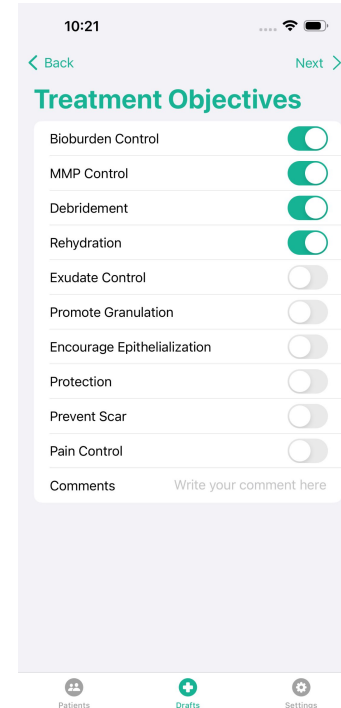 10:21
Back
Next
Treatment Objectives
Bioburden Control
MMP Control
Debridement
Rehydration
Exudate Control
Promote Granulation
Encourage Epithelialization
Protection
Prevent Scar
Pain Control
Comments Write your comment here
Patients Drafts Settings